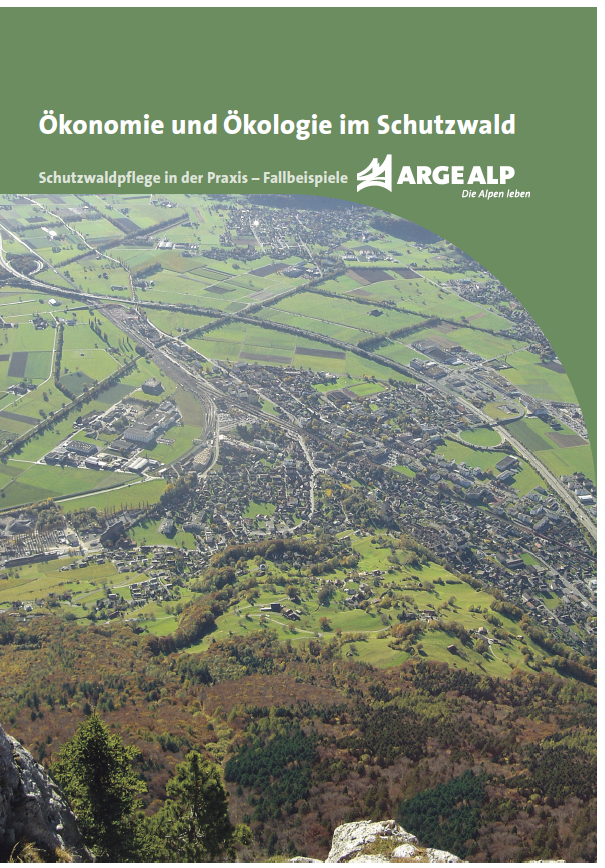 Ökonomie und Ökologie im Schutzwald
Schutzwaldpflege in der Praxis – Fallbeispiele
ARGE ALP
Die Alpen leben